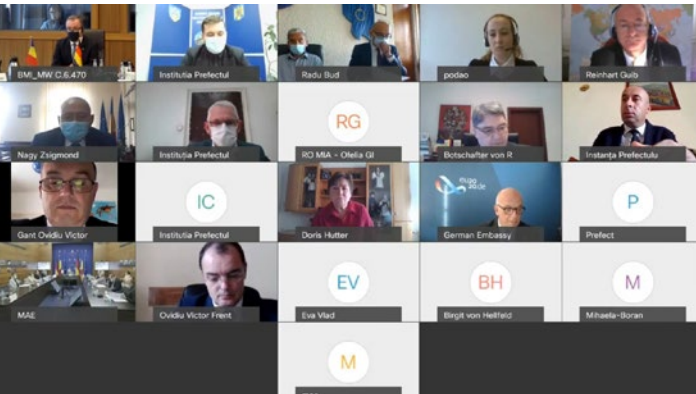 BMI_MW C.6.470
Institutia Prefectul
Radu Bud
podao
Reinhart Guib
Nagy Zsigmond
Instituția Prefectul
RG
RO MIA - Ofelia GI
Botschafter von R
Instanța Prefectulu
Gant Ovidiu Victor
IC
Institutia Prefectul
Doris Hutter
German Embassy
P
Prefect
MAE
Ovidiu Victor Frent
EV
Eva Vlad
BH
Birgit von Hellfeld
M
Mihaela-Boran
M